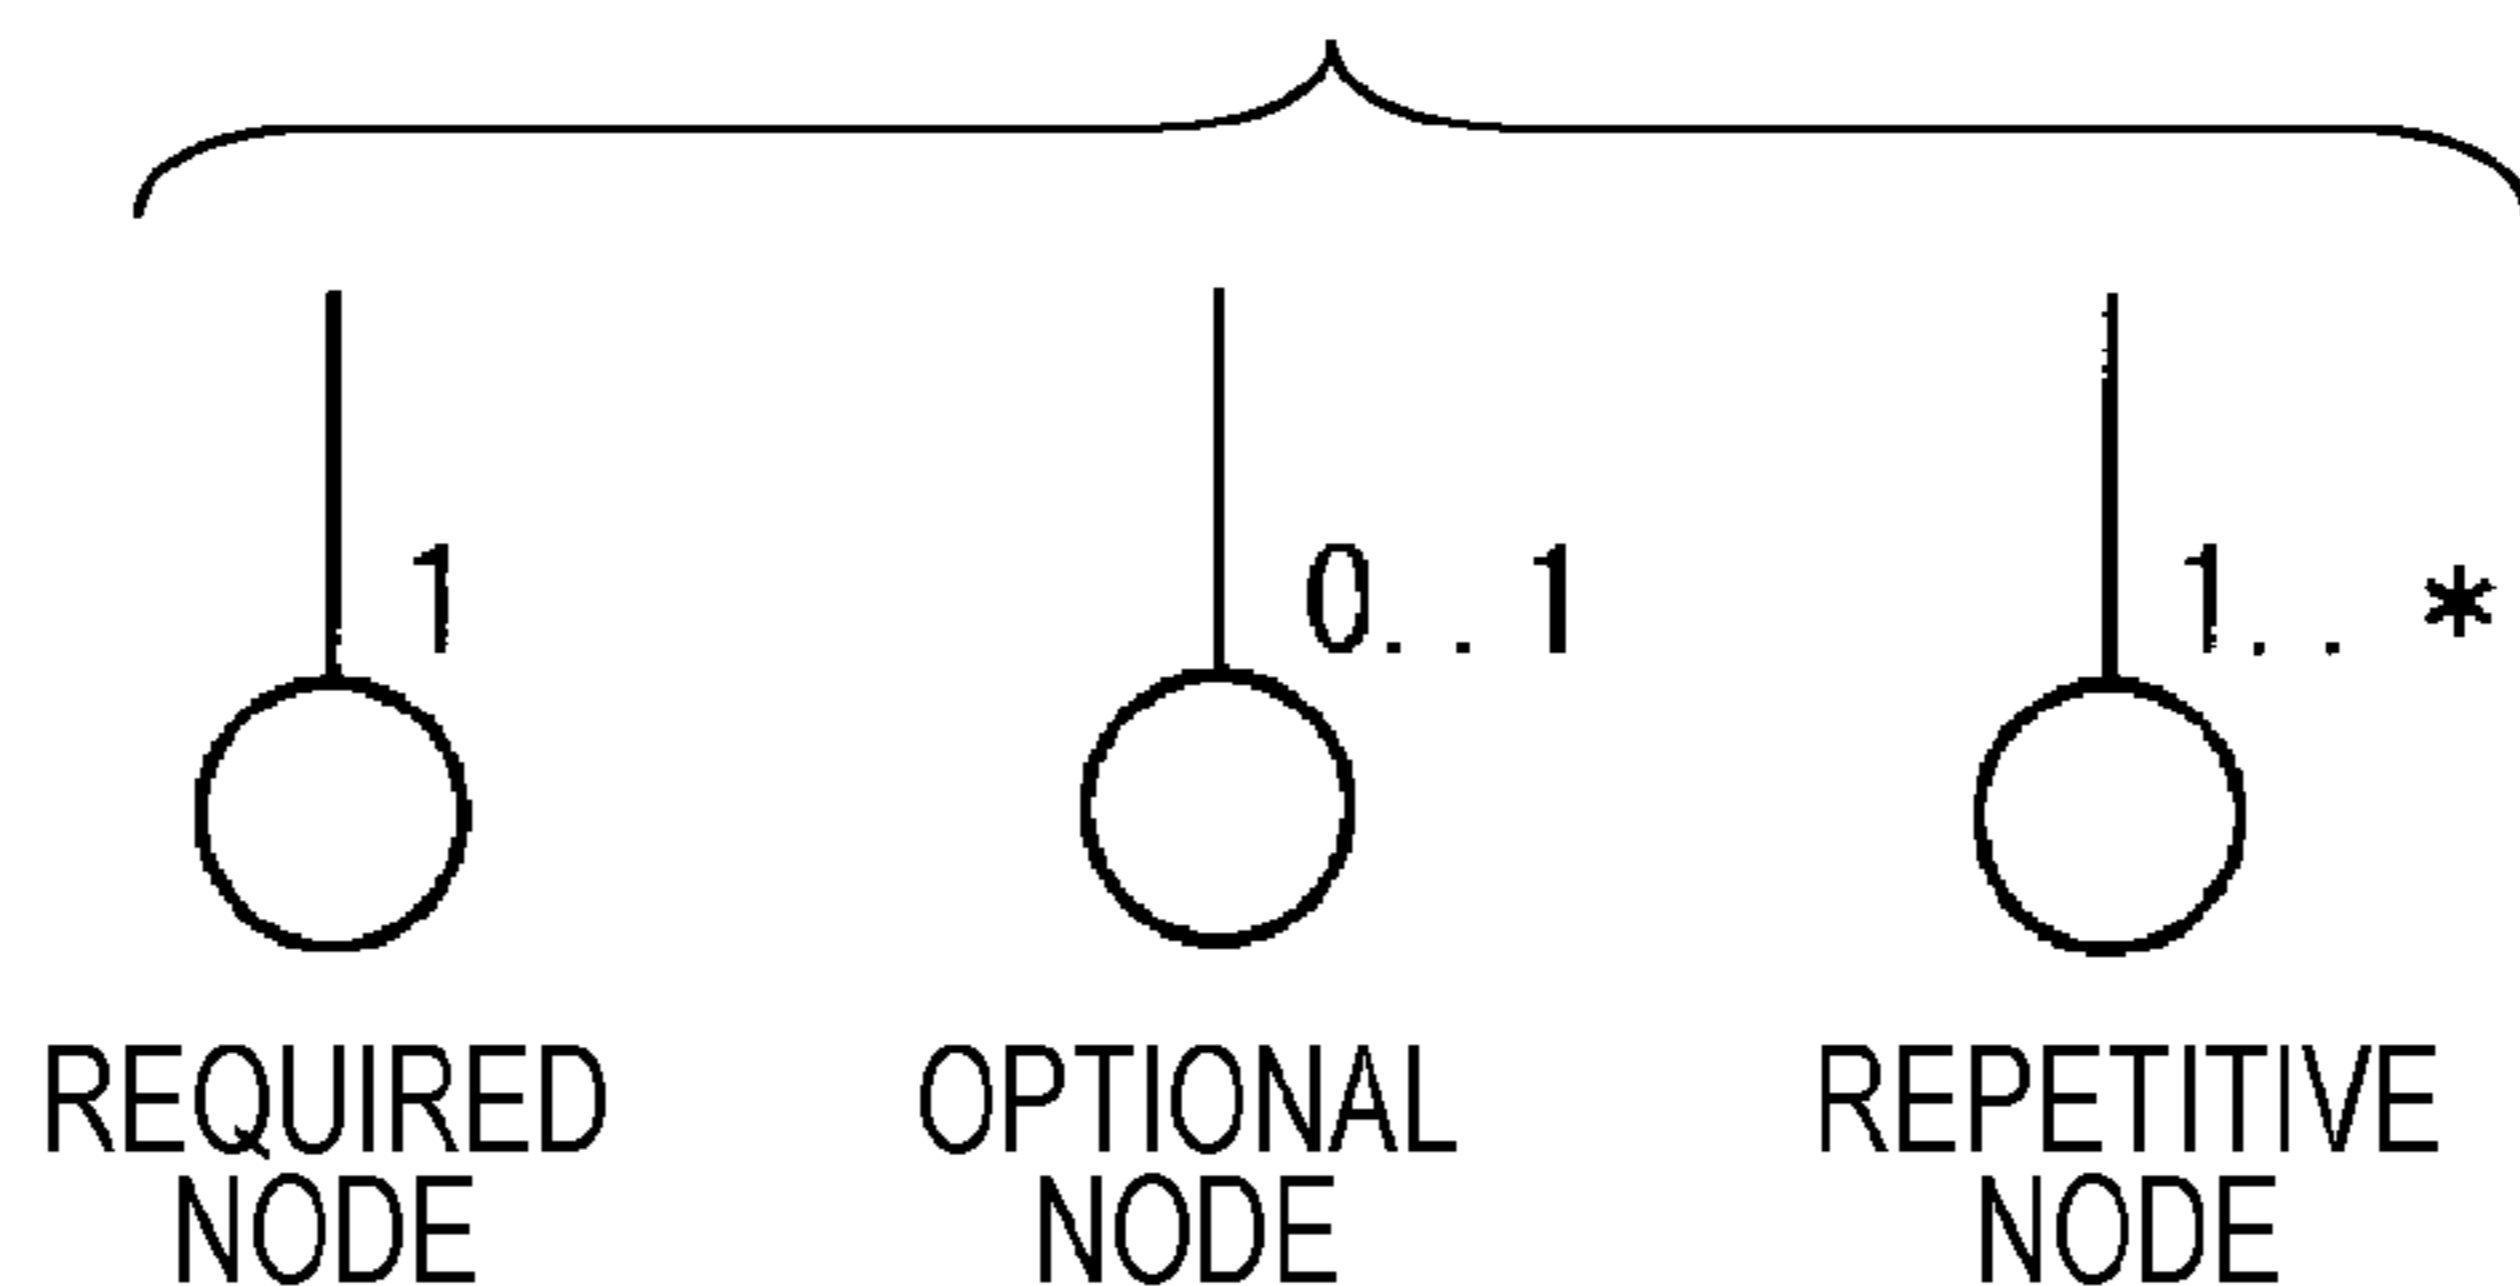 1 0..1 1..*
REQUIRED OPTIONAL REPETITIVE
NODE NODE NODE